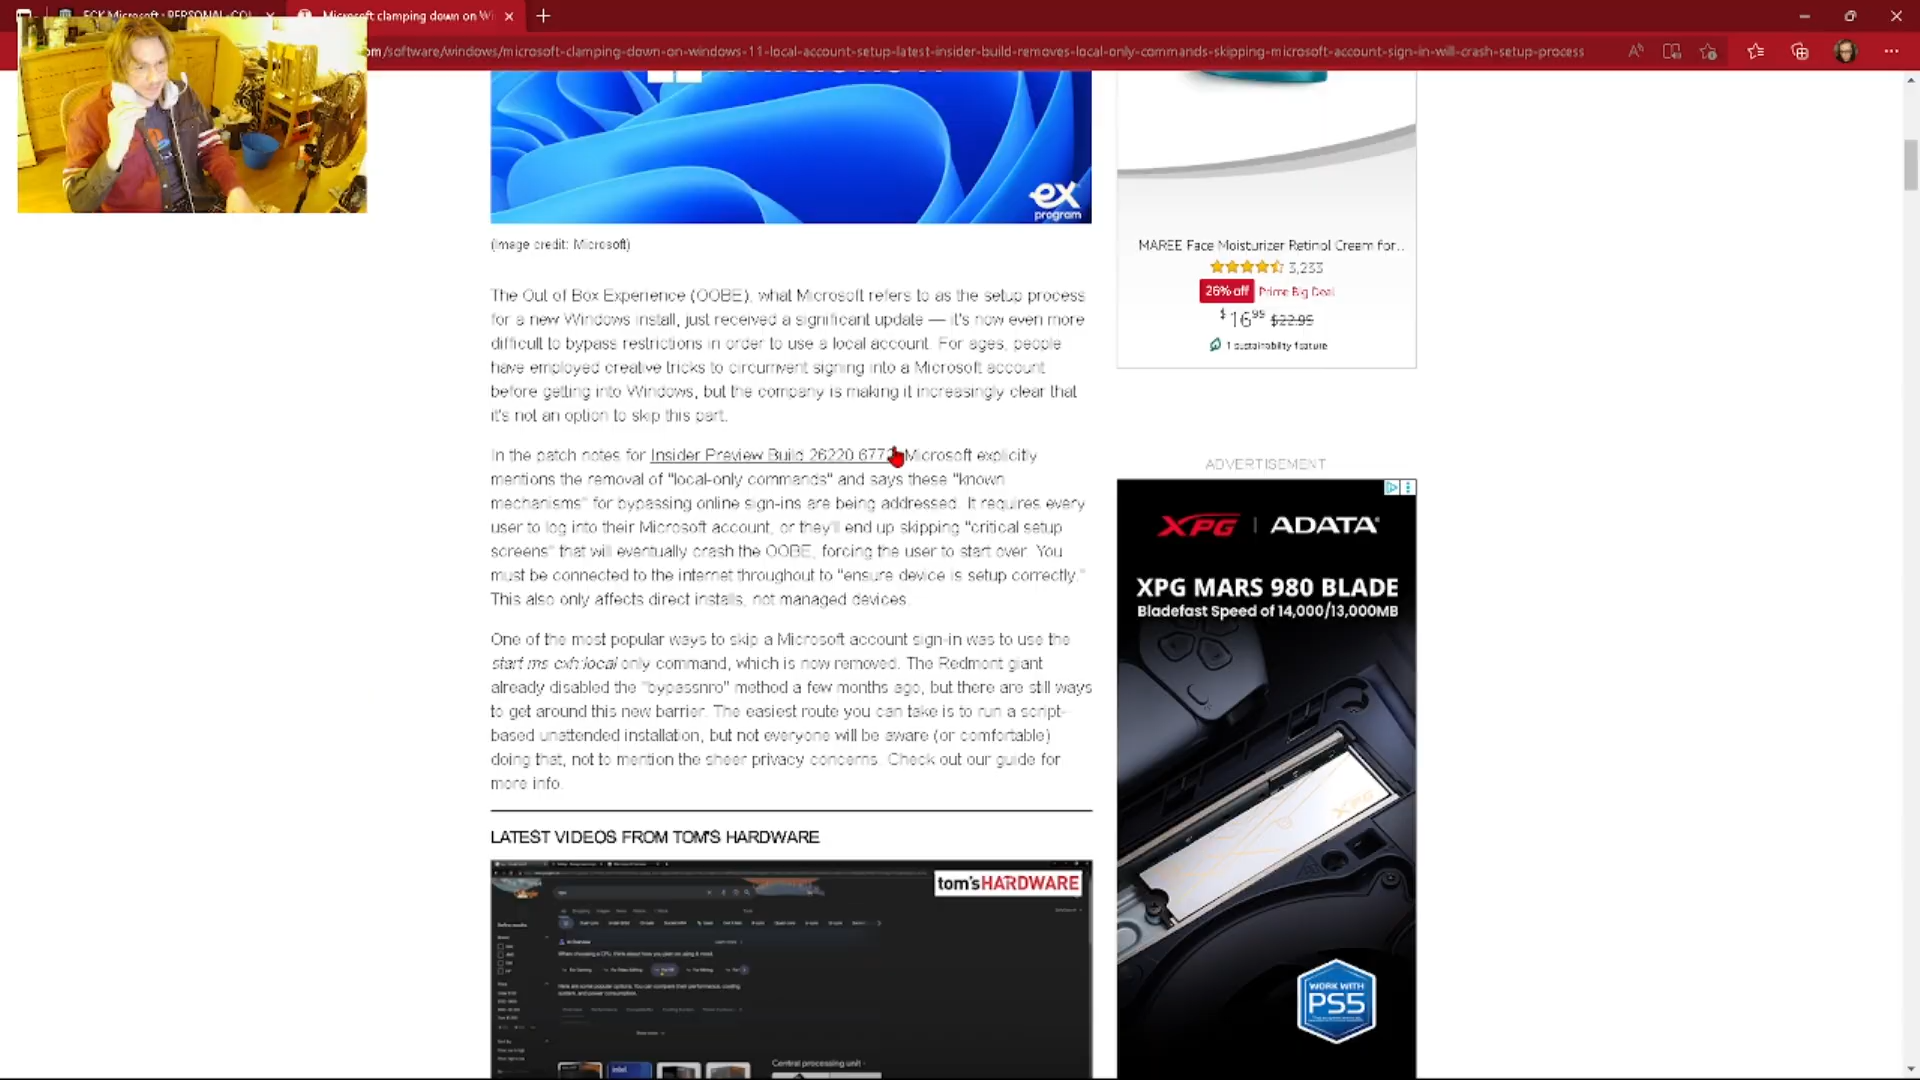 FCK Microsoft - PERSONAL-CO
Microsoft clamping down on Wi
om/software/windows/microsoft-clamping-down-on-windows-11-local-account-setup-latest-insider-build-removes-local-only-commands-skipping-microsoft-account-sign-in-will-crash-setup-process
ex
program
(Image credit: Microsoft)
The Out of Box Experience (OOBE), what Microsoft refers to as the setup process
for a new Windows install, just received a significant update — it's now even more
difficult to bypass restrictions in order to use a local account. For ages, people
have employed creative tricks to circumvent signing into a Microsoft account
before getting into Windows, but the company is making it increasingly clear that
it's not an option to skip this part.
In the patch notes for Insider Preview Build 26220.677 Microsoft explicitly
mentions the removal of "local-only commands" and says these "known
mechanisms" for bypassing online sign-ins are being addressed. It requires every
user to log into their Microsoft account, or they'll end up skipping "critical setup
screens" that will eventually crash the OOBE, forcing the user to start over. You
must be connected to the internet throughout to "ensure device is setup correctly."
This also only affects direct installs, not managed devices.
One of the most popular ways to skip a Microsoft account sign-in was to use the
start ms-cxh:local only command, which is now removed. The Redmont giant
already disabled the "bypassnro" method a few months ago, but there are still ways
to get around this new barrier. The easiest route you can take is to run a script-
based unattended installation, but not everyone will be aware (or comfortable)
doing that, not to mention the sheer privacy concerns. Check out our guide for
more info.
LATEST VIDEOS FROM TOM'S HARDWARE
tom'sHARDWARE
AI Overview
Central processing unit -
intel
MAREE Face Moisturizer Retinol Cream for...
3,233
26% off Prime Big Deal
$16.99 $22.99
1 sustainability feature
ADVERTISEMENT
XPG | ADATA
XPG MARS 980 BLADE
Bladefast Speed of 14,000/13,000MB
XPG
WORK WITH
PS5